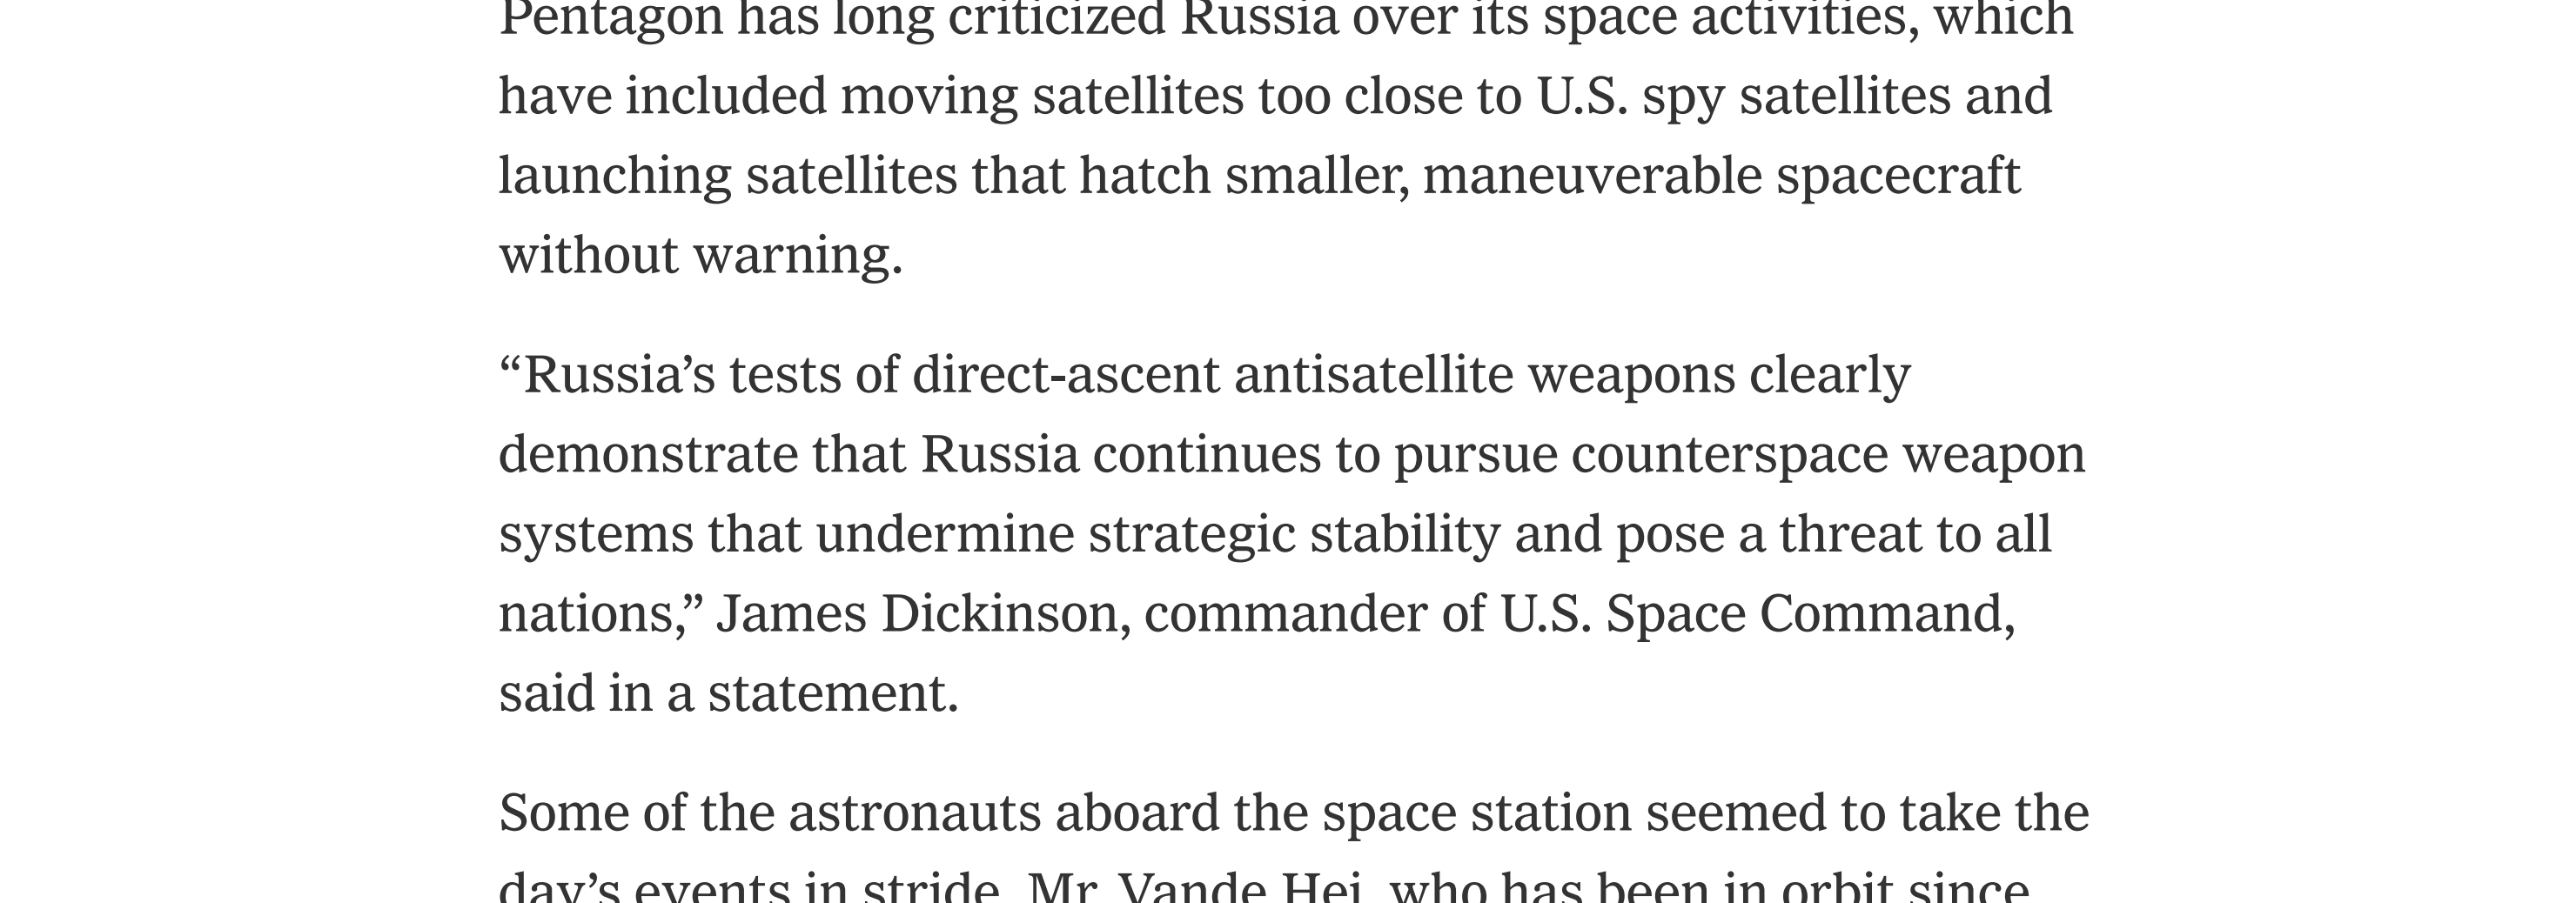 Pentagon has long criticized Russia over its space activities, which
have included moving satellites too close to U.S. spy satellites and
launching satellites that hatch smaller, maneuverable spacecraft
without warning.
“Russia’s tests of direct-ascent antisatellite weapons clearly
demonstrate that Russia continues to pursue counterspace weapon
systems that undermine strategic stability and pose a threat to all
nations,” James Dickinson, commander of U.S. Space Command,
said in a statement.
Some of the astronauts aboard the space station seemed to take the
day’s events in stride. Mr. Vande Hei, who has been in orbit since